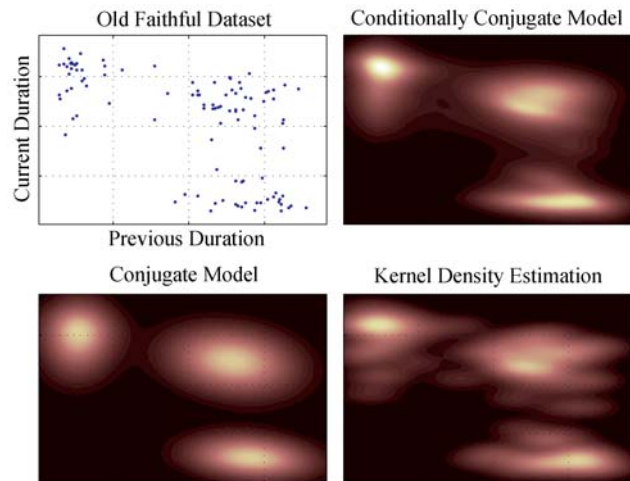 Old Faithful Dataset
Conditionally Conjugate Model
Current Duration
Previous Duration
Conjugate Model
Kernel Density Estimation